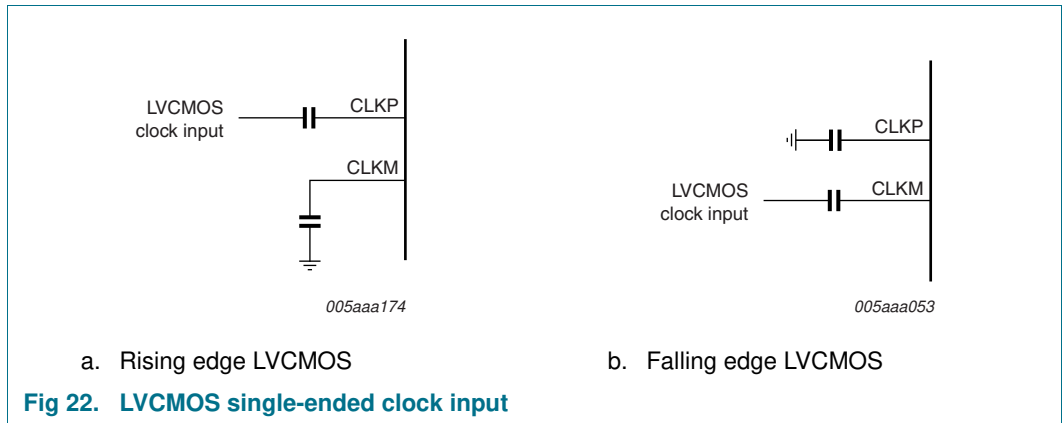 LVCMOS
clock input
CLKP
CLKM
005aaa174
a. Rising edge LVCMOS
CLKP
LVCMOS
clock input
CLKM
005aaa053
b. Falling edge LVCMOS
Fig 22. LVCMOS single-ended clock input